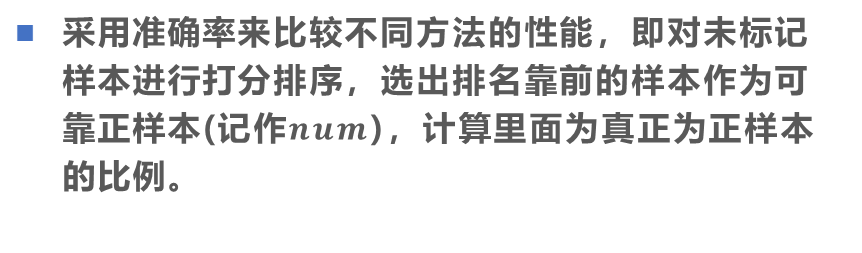 采用准确率来比较不同方法的性能，即对未标记
样本进行打分排序，选出排名靠前的样本作为可
靠正样本(记作num)，计算里面为真正为正样本
的比例。